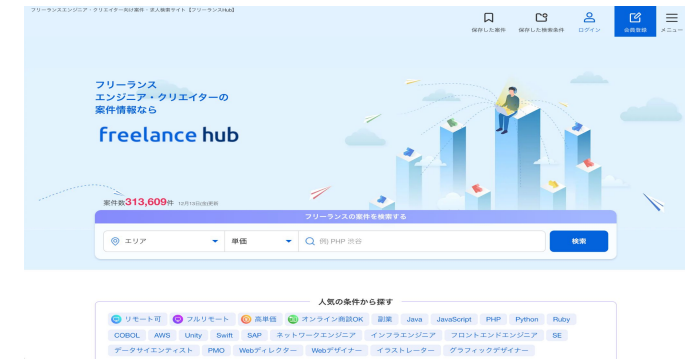 フリーランスエンジニア・クリエイター向け案件・求人検索サイト【フリーランスHub】
保存した案件 保存した検索条件 ログイン 会員登録 メニュー
フリーランス
エンジニア・クリエイターの
案件情報なら
freelance hub
案件数313,609件 12月13日(金)更新
フリーランスの案件を検索する
エリア 単価 例) PHP 渋谷 検索
人気の条件から探す
リモート可 フルリモート 高単価 オンライン商談OK 副業 Java JavaScript PHP Python Ruby
COBOL AWS Unity Swift SAP ネットワークエンジニア インフラエンジニア フロントエンドエンジニア SE
データサイエンティスト PMO Webディレクター Webデザイナー イラストレーター グラフィックデザイナー